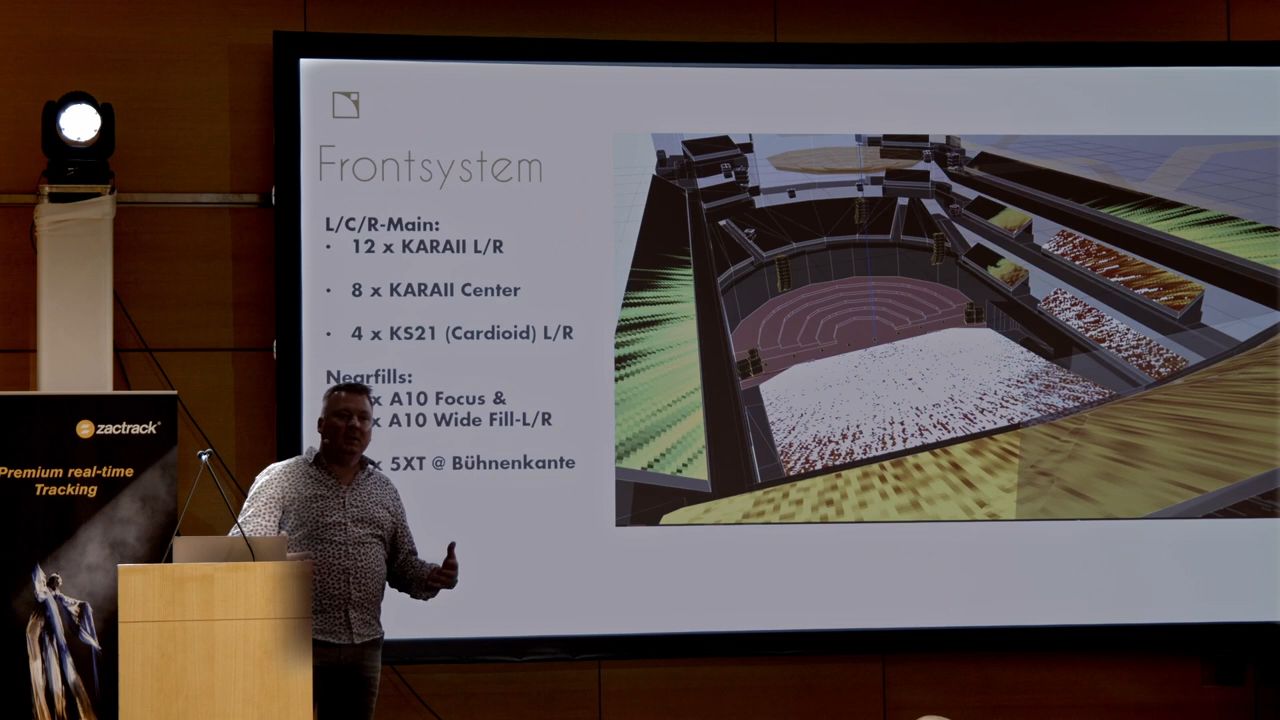 Frontsystem
L/C/R-Main:
• 12 x KARAII L/R
• 8 x KARAII Center
• 4 x KS21 (Cardioid) L/R
Nearfills:
x A10 Focus &
x A10 Wide Fill-L/R
x 5XT @ Bühnenkante
zactrack®
Premium real-time
Tracking